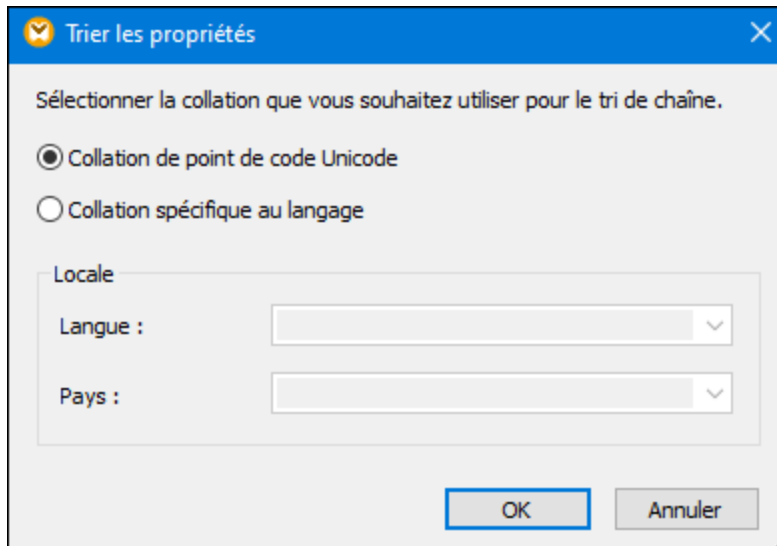 Trier les propriétés
Sélectionner la collation que vous souhaitez utiliser pour le tri de chaîne.
Collation de point de code Unicode
Collation spécifique au langage
Locale
Langue :
Pays :
OK
Annuler